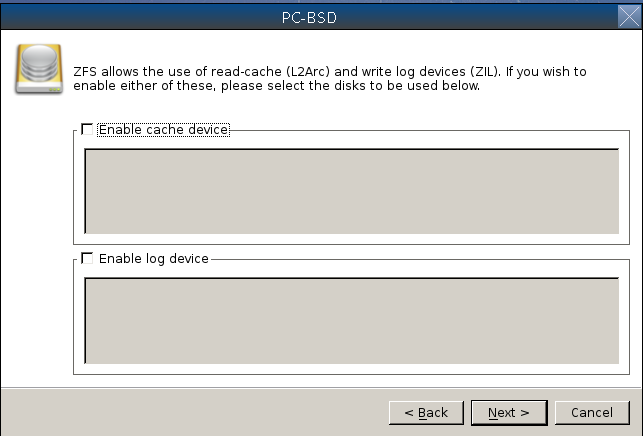 PC-BSD
ZFS allows the use of read-cache (L2Arc) and write log devices (ZIL). If you wish to
enable either of these, please select the disks to be used below.
Enable cache device
Enable log device
< Back
Next >
Cancel